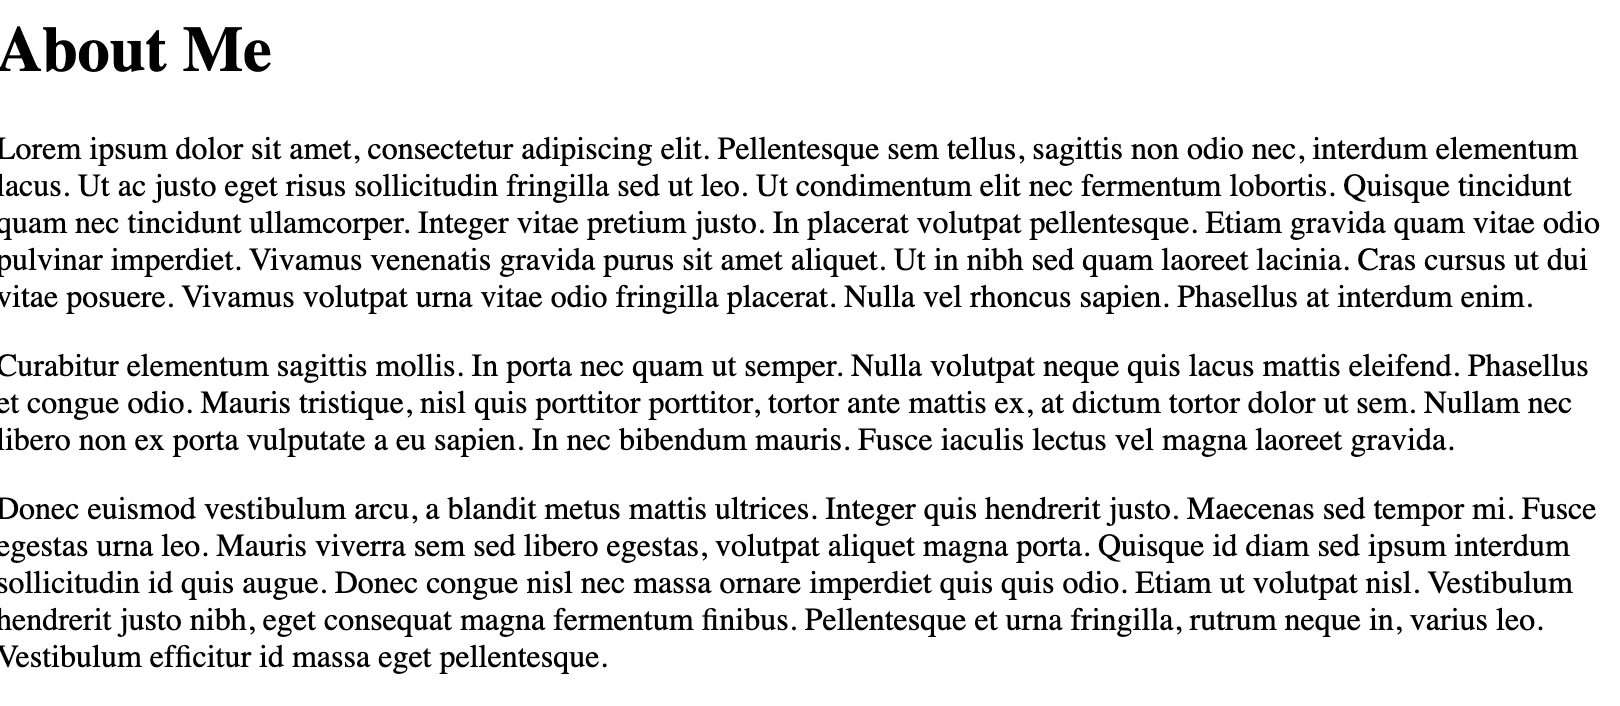 About Me
Lorem ipsum dolor sit amet, consectetur adipiscing elit. Pellentesque sem tellus, sagittis non odio nec, interdum elementum
lacus. Ut ac justo eget risus sollicitudin fringilla sed ut leo. Ut condimentum elit nec fermentum lobortis. Quisque tincidunt
quam nec tincidunt ullamcorper. Integer vitae pretium justo. In placerat volutpat pellentesque. Etiam gravida quam vitae odio
pulvinar imperdiet. Vivamus venenatis gravida purus sit amet aliquet. Ut in nibh sed quam laoreet lacinia. Cras cursus ut dui
vitae posuere. Vivamus volutpat urna vitae odio fringilla placerat. Nulla vel rhoncus sapien. Phasellus at interdum enim.
Curabitur elementum sagittis mollis. In porta nec quam ut semper. Nulla volutpat neque quis lacus mattis eleifend. Phasellus
et congue odio. Mauris tristique, nisl quis porttitor porttitor, tortor ante mattis ex, at dictum tortor dolor ut sem. Nullam nec
libero non ex porta vulputate a eu sapien. In nec bibendum mauris. Fusce iaculis lectus vel magna laoreet gravida.
Donec euismod vestibulum arcu, a blandit metus mattis ultrices. Integer quis hendrerit justo. Maecenas sed tempor mi. Fusce
egestas urna leo. Mauris viverra sem sed libero egestas, volutpat aliquet magna porta. Quisque id diam sed ipsum interdum
sollicitudin id quis augue. Donec congue nisl nec massa ornare imperdiet quis quis odio. Etiam ut volutpat nisl. Vestibulum
hendrerit justo nibh, eget consequat magna fermentum finibus. Pellentesque et urna fringilla, rutrum neque in, varius leo.
Vestibulum efficitur id massa eget pellentesque.